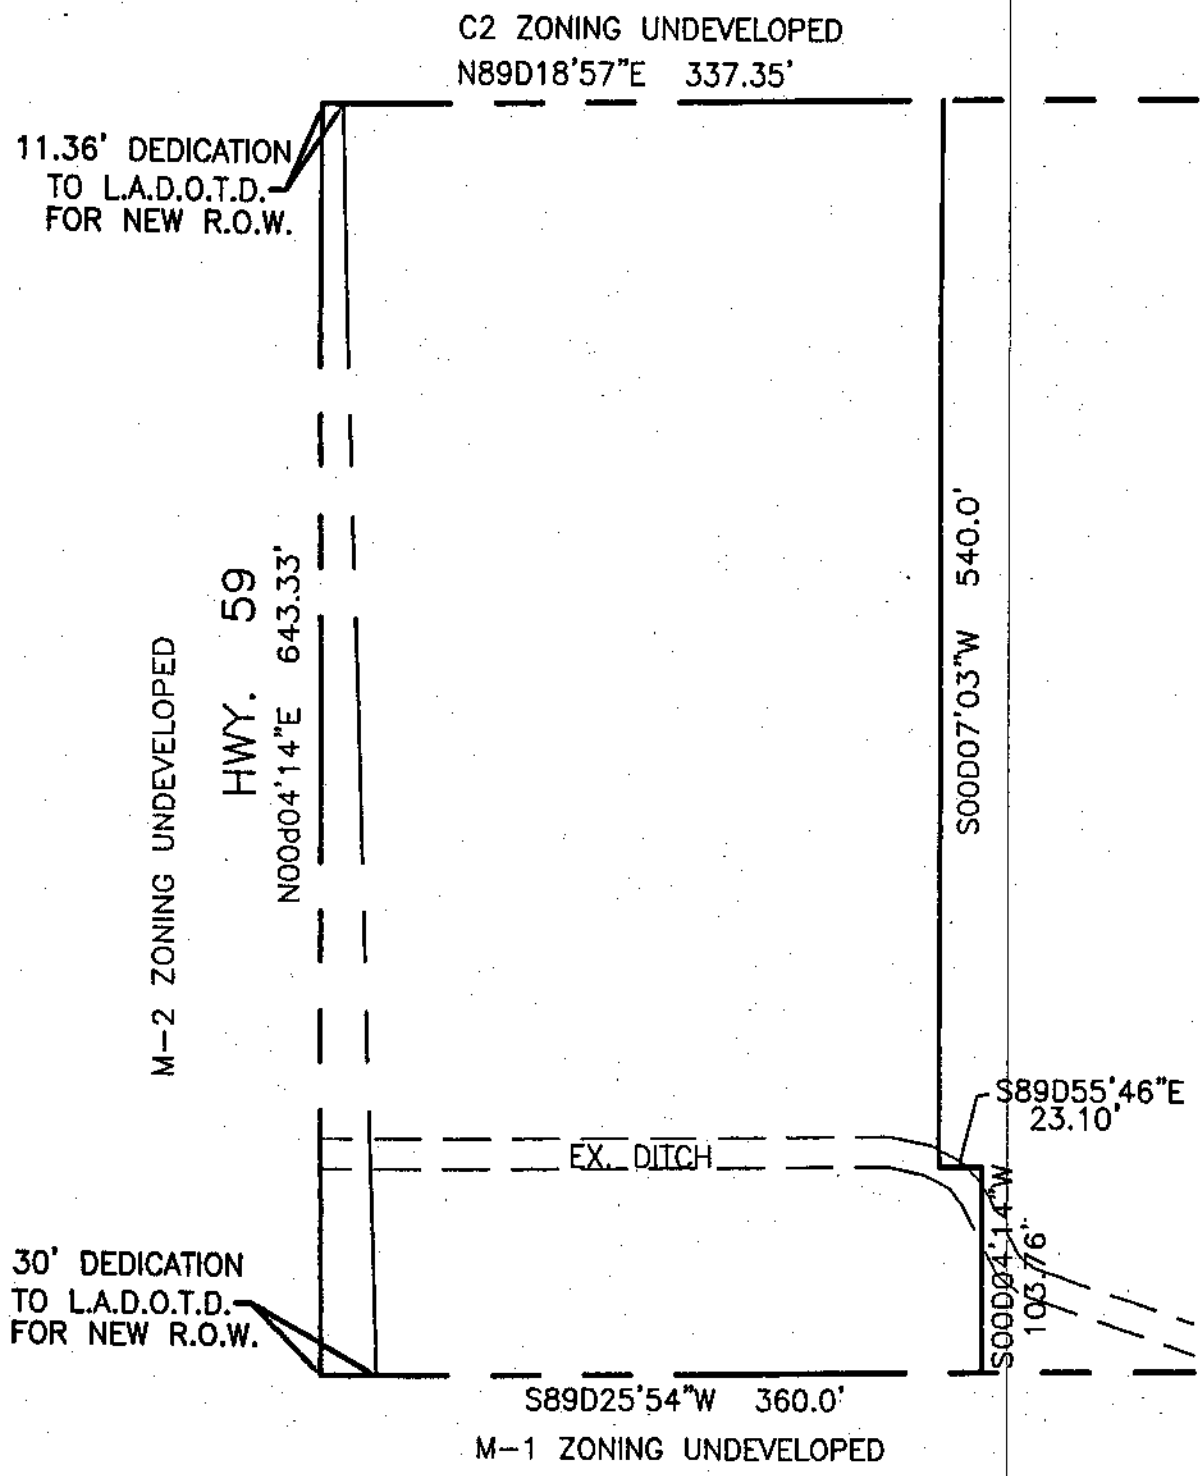 C2 ZONING UNDEVELOPED
N89D18'57"E 337.35'
11.36' DEDICATION
TO L.A.D.O.T.D.
FOR NEW R.O.W.
M-2 ZONING UNDEVELOPED
HWY. 59
N00d04'14"E 643.33'
S00D07'03"W 540.0'
S89D55'46"E
23.10'
EX. DITCH
S00D04'14"W
103.76'
30' DEDICATION
TO L.A.D.O.T.D.
FOR NEW R.O.W.
S89D25'54"W 360.0'
M-1 ZONING UNDEVELOPED